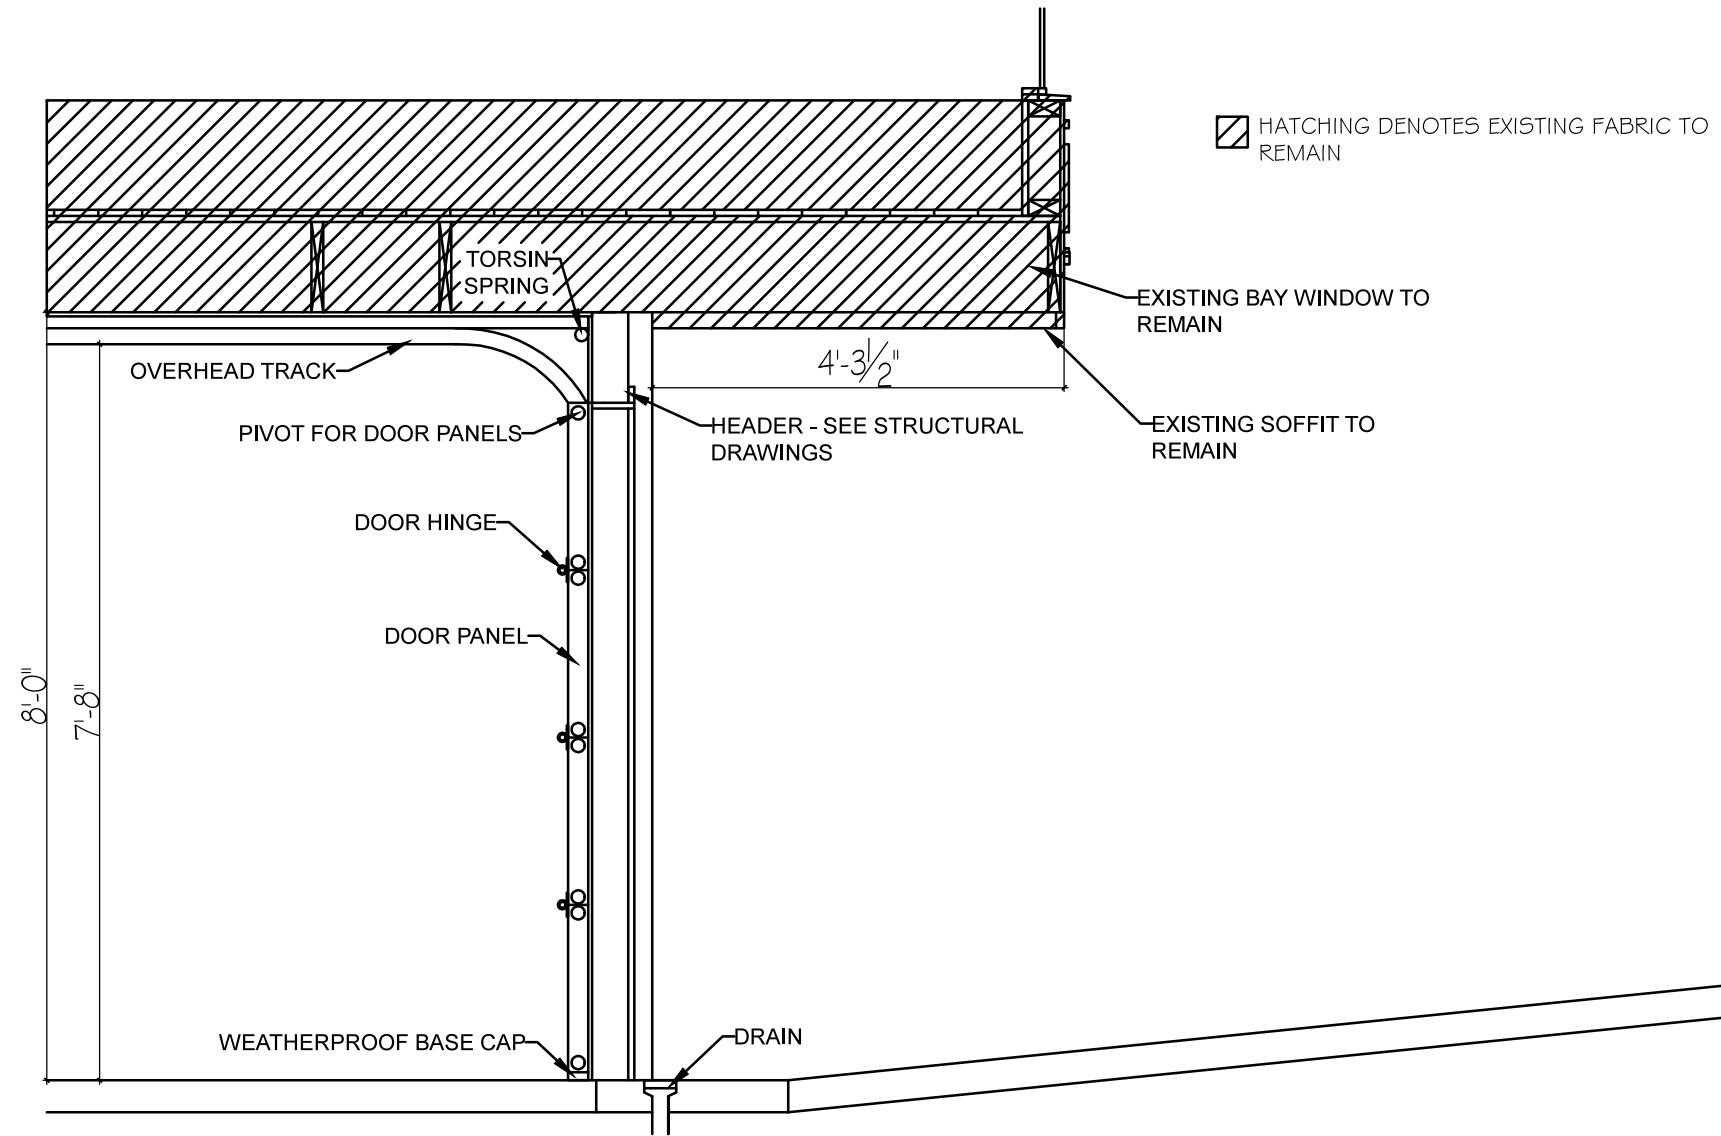 HATCHING DENOTES EXISTING FABRIC TO
REMAIN
TORSIN
SPRING
EXISTING BAY WINDOW TO
REMAIN
4'-3 1/2"
OVERHEAD TRACK
PIVOT FOR DOOR PANELS
HEADER - SEE STRUCTURAL
DRAWINGS
EXISTING SOFFIT TO
REMAIN
DOOR HINGE
DOOR PANEL
8'-0"
7'-8"
WEATHERPROOF BASE CAP
DRAIN